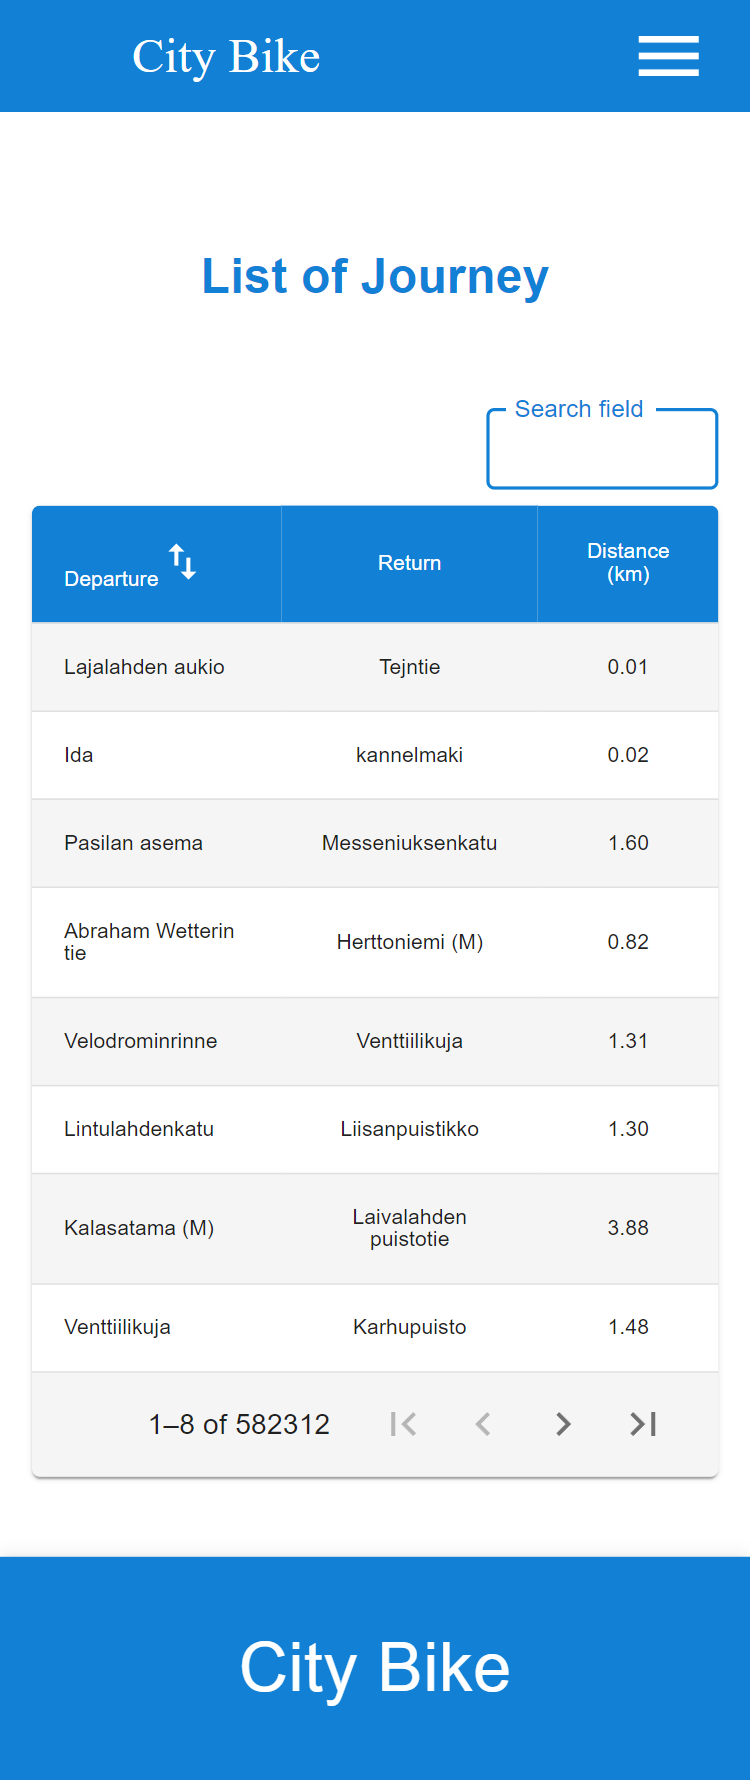 City Bike
List of Journey
Search field
Departure Return Distance
(km)
Lajalahden aukio Tejntie 0.01
Ida kannelmaki 0.02
Pasilan asema Messeniuksenkatu 1.60
Abraham Wetterin
tie Herttoniemi (M) 0.82
Velodrominrinne Venttiilikuja 1.31
Lintulahdenkatu Liisanpuistikko 1.30
Kalasatama (M) Laivalahden
puistotie 3.88
Venttiilikuja Karhupuisto 1.48
1–8 of 582312
City Bike